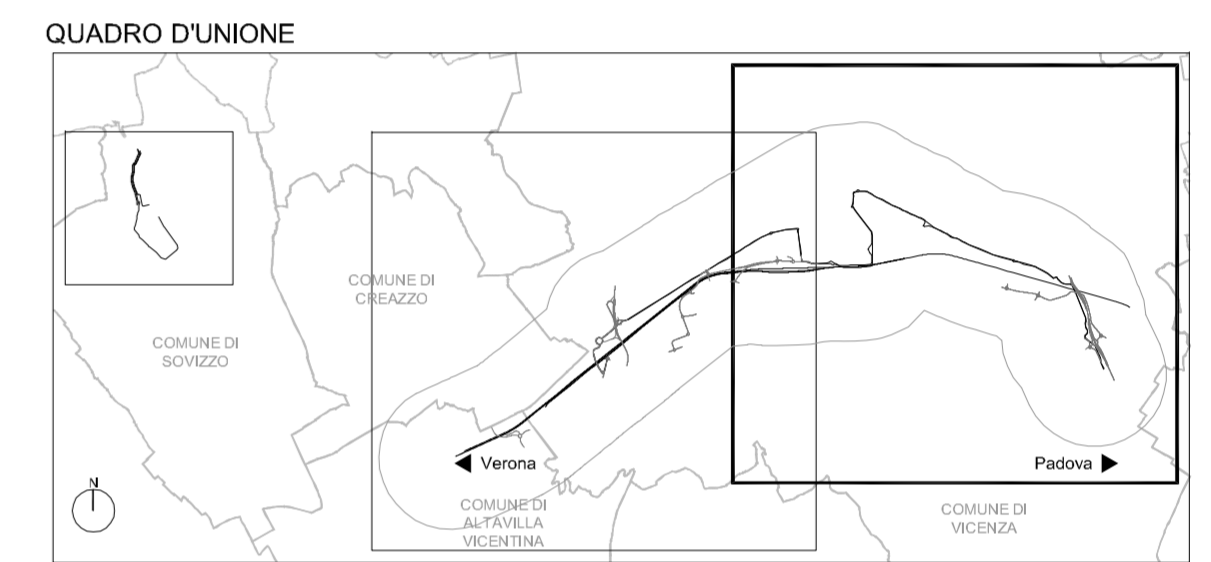 QUADRO D'UNIONE
COMUNE DI
CREAZZO
COMUNE DI
SOVIZZO
Verona
Padova
N
COMUNE DI
ALTAVILLA
VICENTINA
COMUNE DI
VICENZA